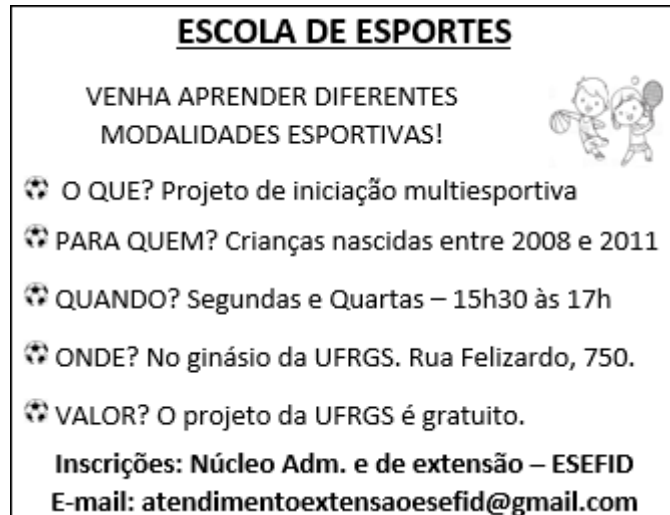 ESCOLA DE ESPORTES
VENHA APRENDER DIFERENTES
MODALIDADES ESPORTIVAS!
O QUE? Projeto de iniciação multiesportiva
PARA QUEM? Crianças nascidas entre 2008 e 2011
QUANDO? Segundas e Quartas – 15h30 às 17h
ONDE? No ginásio da UFRGS. Rua Felizardo, 750.
VALOR? O projeto da UFRGS é gratuito.
Inscrições: Núcleo Adm. e de extensão – ESEFID
E-mail: atendimentoextensaoesefid@gmail.com